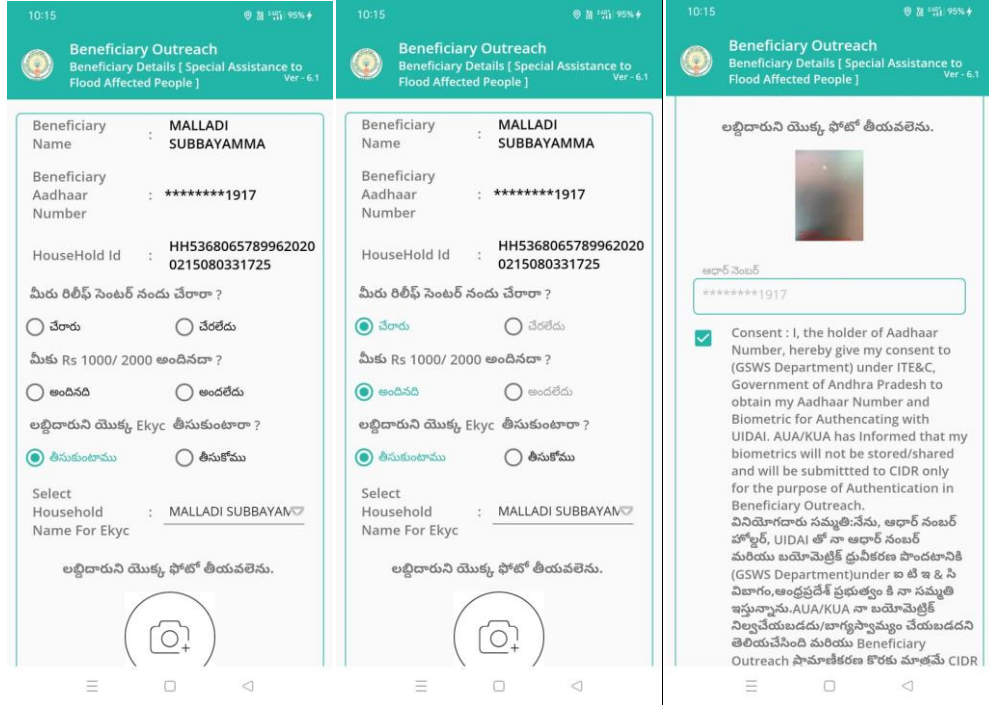 10:15
95%
Beneficiary Outreach
Beneficiary Details [ Special Assistance to
Ver - 6.1
Flood Affected People ]
Beneficiary Name : MALLADI SUBBAYAMMA
Beneficiary Aadhaar Number : ********1917
HouseHold Id : HH53680657899620200215080331725
మీరు రిలీఫ్ సెంటర్ నందు చేరారా ?
చేరారు
చేరలేదు
మీకు Rs 1000/ 2000 అందినదా ?
అందినది
అందలేదు
లబ్దిదారుని యొక్క Ekyc తీసుకుంటారా ?
తీసుకుంటాము
తీసుకోము
Select Household Name For Ekyc : MALLADI SUBBAYAM
లబ్దిదారుని యొక్క ఫోటో తీయవలెను.
10:15
95%
Beneficiary Outreach
Beneficiary Details [ Special Assistance to
Ver - 6.1
Flood Affected People ]
Beneficiary Name : MALLADI SUBBAYAMMA
Beneficiary Aadhaar Number : ********1917
HouseHold Id : HH53680657899620200215080331725
మీరు రిలీఫ్ సెంటర్ నందు చేరారా ?
చేరారు
చేరలేదు
మీకు Rs 1000/ 2000 అందినదా ?
అందినది
అందలేదు
లబ్దిదారుని యొక్క Ekyc తీసుకుంటారా ?
తీసుకుంటాము
తీసుకోము
Select Household Name For Ekyc : MALLADI SUBBAYAM
లబ్దిదారుని యొక్క ఫోటో తీయవలెను.
10:15
95%
Beneficiary Outreach
Beneficiary Details [ Special Assistance to
Ver - 6.1
Flood Affected People ]
లబ్దిదారుని యొక్క ఫోటో తీయవలెను.
ఆధార్ నెంబర్
********1917
Consent : I, the holder of Aadhaar
Number, hereby give my consent to
(GSWS Department) under ITE&C,
Government of Andhra Pradesh to
obtain my Aadhaar Number and
Biometric for Authencating with
UIDAI. AUA/KUA has Informed that my
biometrics will not be stored/shared
and will be submittted to CIDR only
for the purpose of Authentication in
Beneficiary Outreach.
వినియోగదారు సమ్మతి:నేను, ఆధార్ నంబర్
హోల్డర్, UIDAI తో నా ఆధార్ నంబర్
మరియు బయోమెట్రిక్ ధ్రువీకరణ పొందటానికి
(GSWS Department)under ఐ టి ఇ & సి
విభాగం,ఆంధ్రప్రదేశ్ ప్రభుత్వం కి నా సమ్మతి
ఇస్తున్నాను.AUA/KUA నా బయోమెట్రిక్
నిల్వచేయబడదు/బాగ్యస్వామ్యం చేయబడదని
తెలియచేసింది మరియు Beneficiary
Outreach ప్రామాణీకరణ కొరకు మాత్రమే CIDR